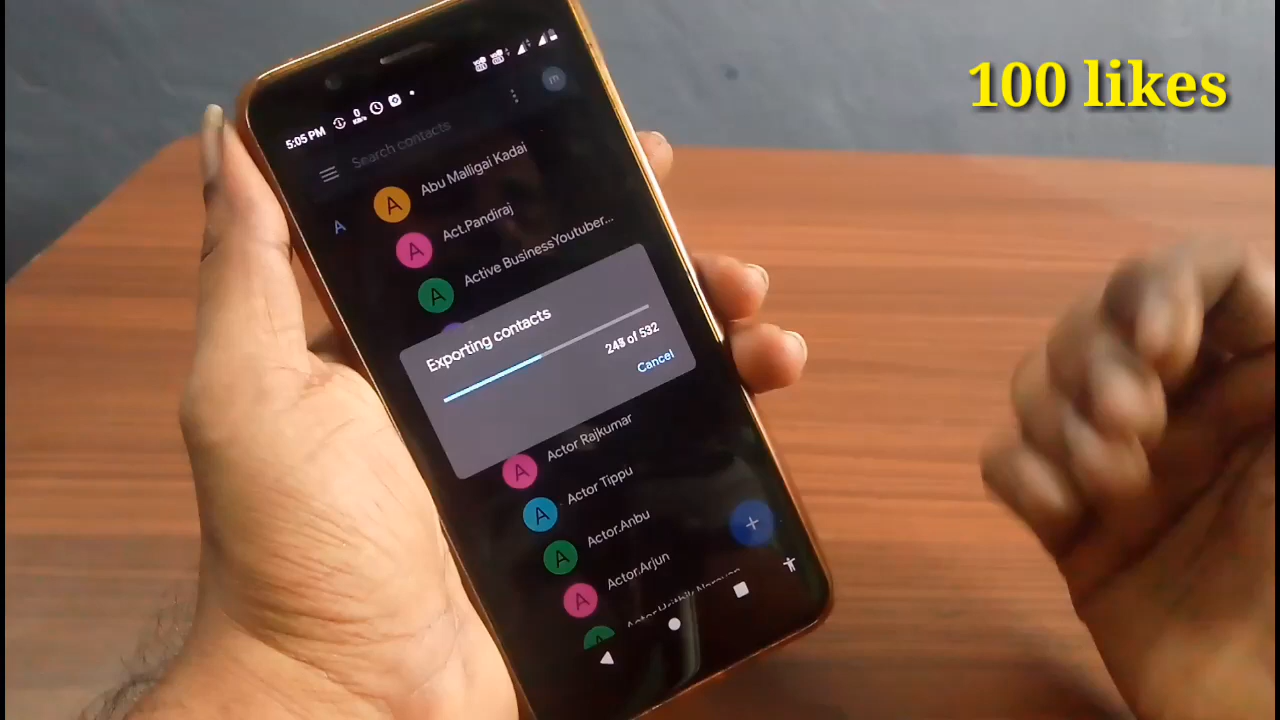 100 likes
5:05 PM
Search contacts
A
A Abu Malligai Kadai
A Act.Pandiraj
A Active BusinessYoutuber...
Exporting contacts
of 532
Cancel
A Actor Rajkumar
A Actor Tippu
A Actor.Anbu
A Actor.Arjun